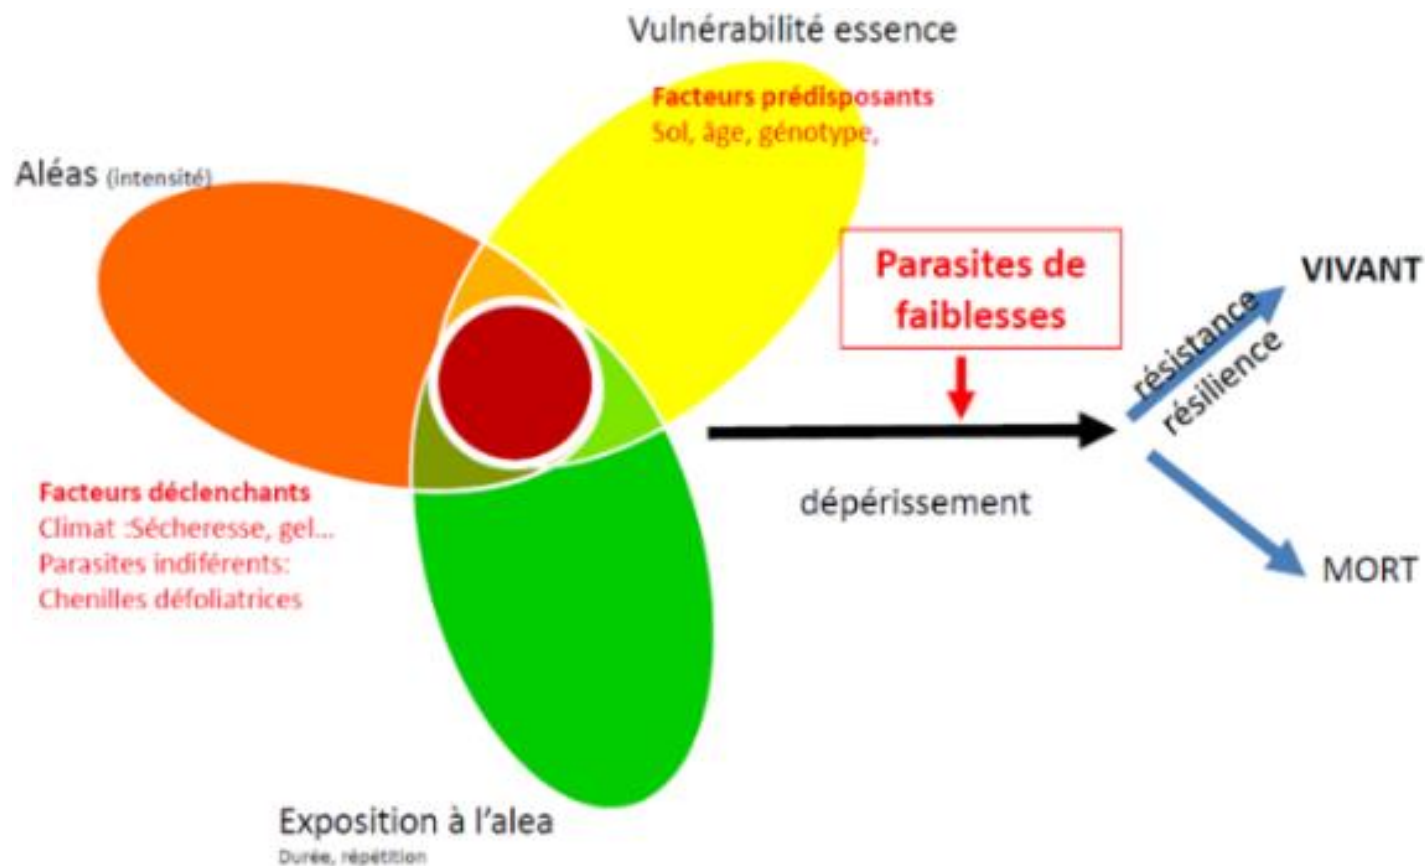 Vulnérabilité essence
Facteurs prédisposants
Sol, âge, génotype,
Aléas (intensité)
Parasites de
faiblesses
VIVANT
résistance
résilience
Facteurs déclenchants
Climat :Sécheresse, gel...
Parasites indiférents:
Chenilles défoliatrices
dépérissement
MORT
Exposition à l'alea
Durée, répétition